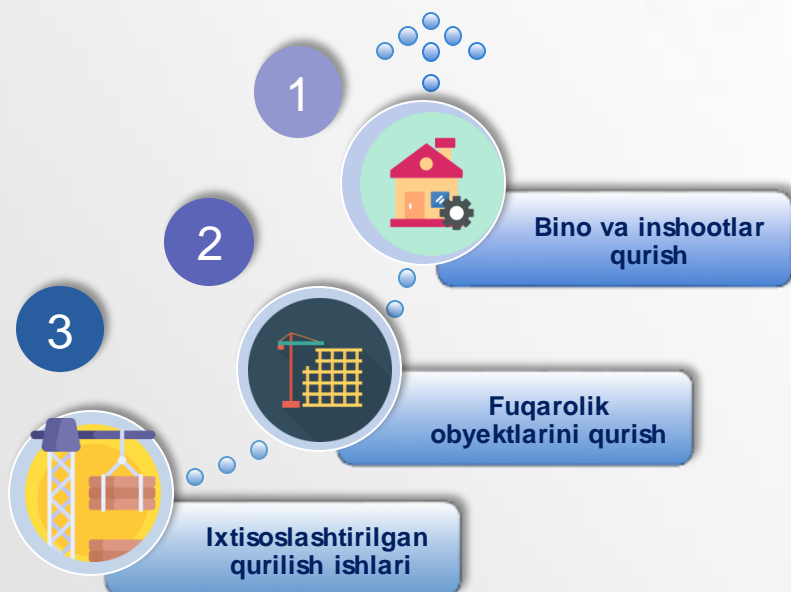 1
Bino va inshootlar
qurish
2
Fuqarolik
obyektlarini qurish
3
Ixtisoslashtirilgan
qurilish ishlari